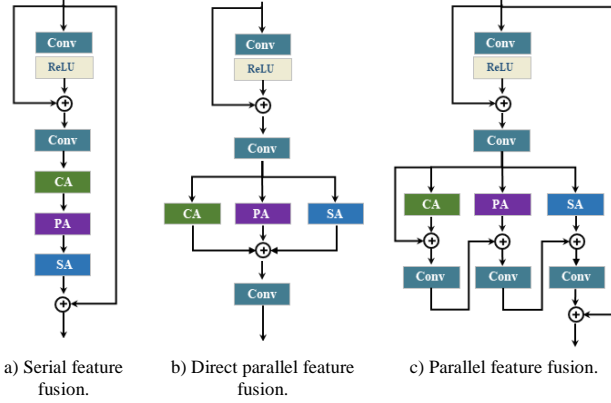 Conv
ReLU
Conv
CA
PA
SA
a) Serial feature
fusion.
Conv
ReLU
Conv
CA PA SA
Conv
b) Direct parallel feature
fusion.
Conv
ReLU
Conv
CA PA SA
Conv Conv Conv
c) Parallel feature fusion.